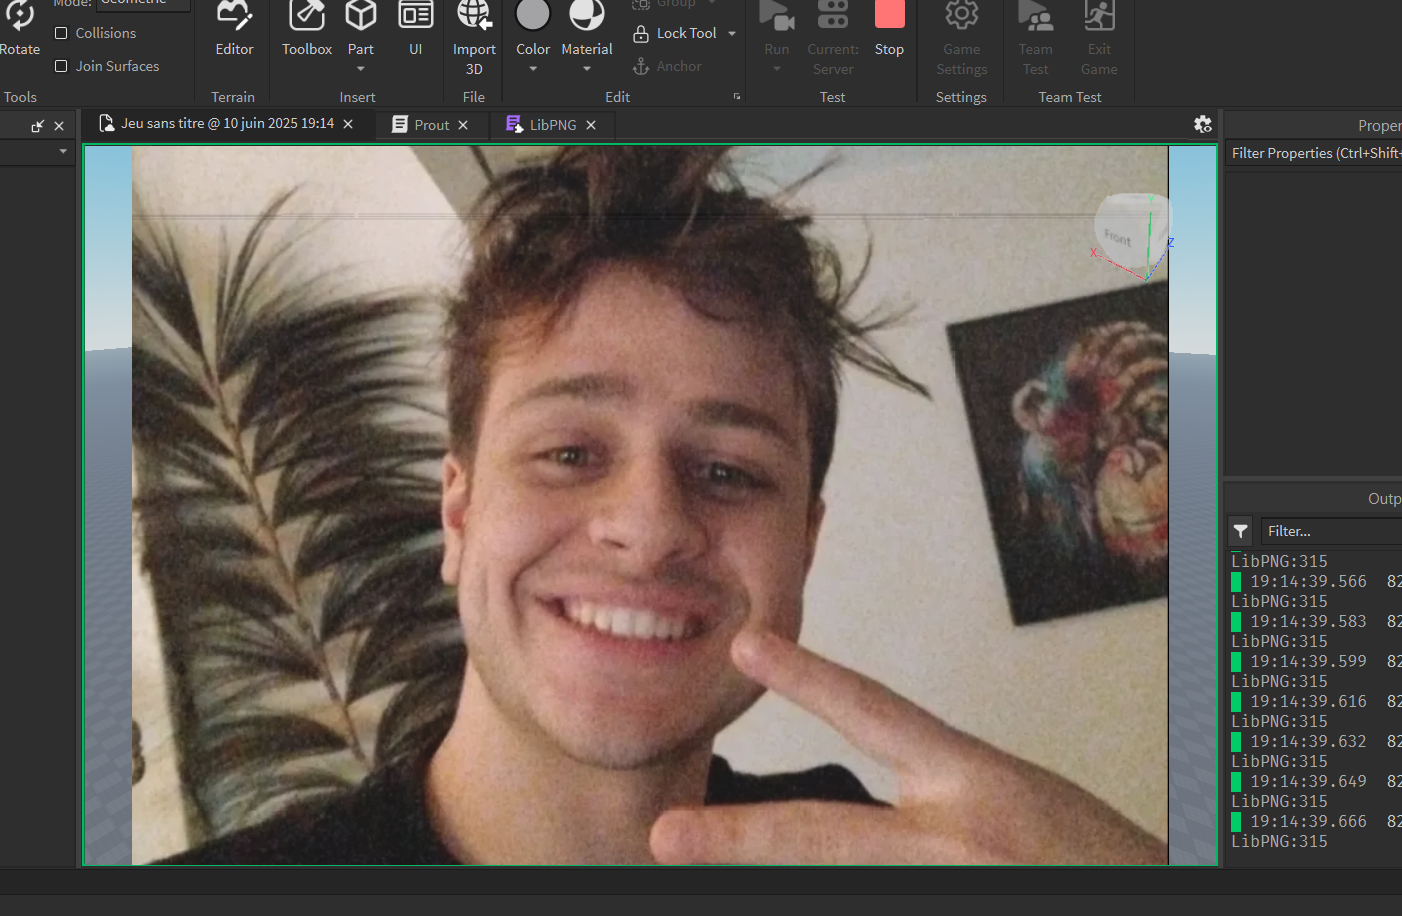 Mode: Geometric
Rotate
Collisions
Join Surfaces
Tools
Editor
Terrain
Toolbox
Part
UI
Insert
Import
3D
File
Color
Material
Group
Lock Tool
Anchor
Edit
Run
Current:
Server
Stop
Test
Game
Settings
Settings
Team
Test
Exit
Game
Team Test
Jeu sans titre @ 10 juin 2025 19:14
Prout
LibPNG
Y
Front
X
Z
Proper
Filter Properties (Ctrl+Shift+
Outp
Filter...
LibPNG:315
19:14:39.566 82
LibPNG:315
19:14:39.583 82
LibPNG:315
19:14:39.599 82
LibPNG:315
19:14:39.616 82
LibPNG:315
19:14:39.632 82
LibPNG:315
19:14:39.649 82
LibPNG:315
19:14:39.666 82
LibPNG:315